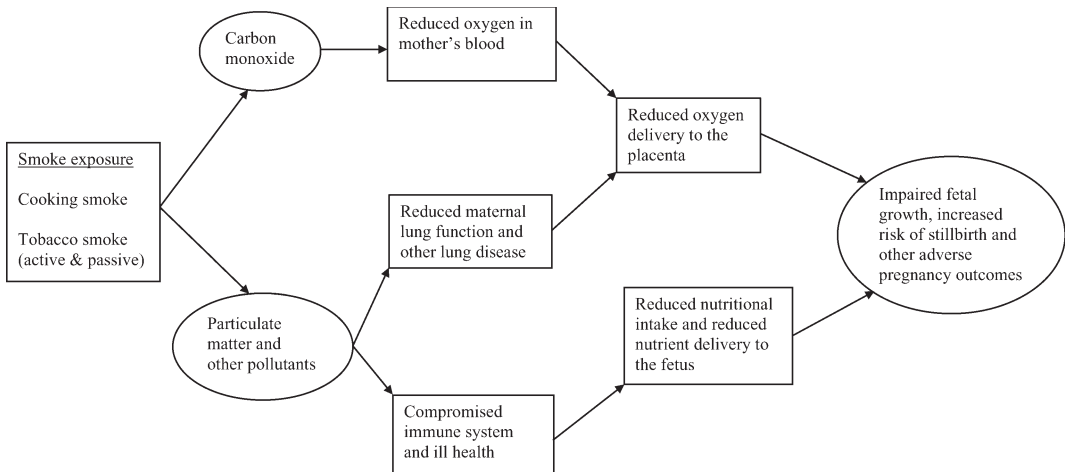 Carbon
monoxide
Reduced oxygen in
mother's blood
Smoke exposure
Cooking smoke
Tobacco smoke
(active & passive)
Reduced oxygen
delivery to the
placenta
Reduced maternal
lung function and
other lung disease
Impaired fetal
growth, increased
risk of stillbirth and
other adverse
pregnancy outcomes
Particulate
matter and
other pollutants
Reduced nutritional
intake and reduced
nutrient delivery to
the fetus
Compromised
immune system
and ill health